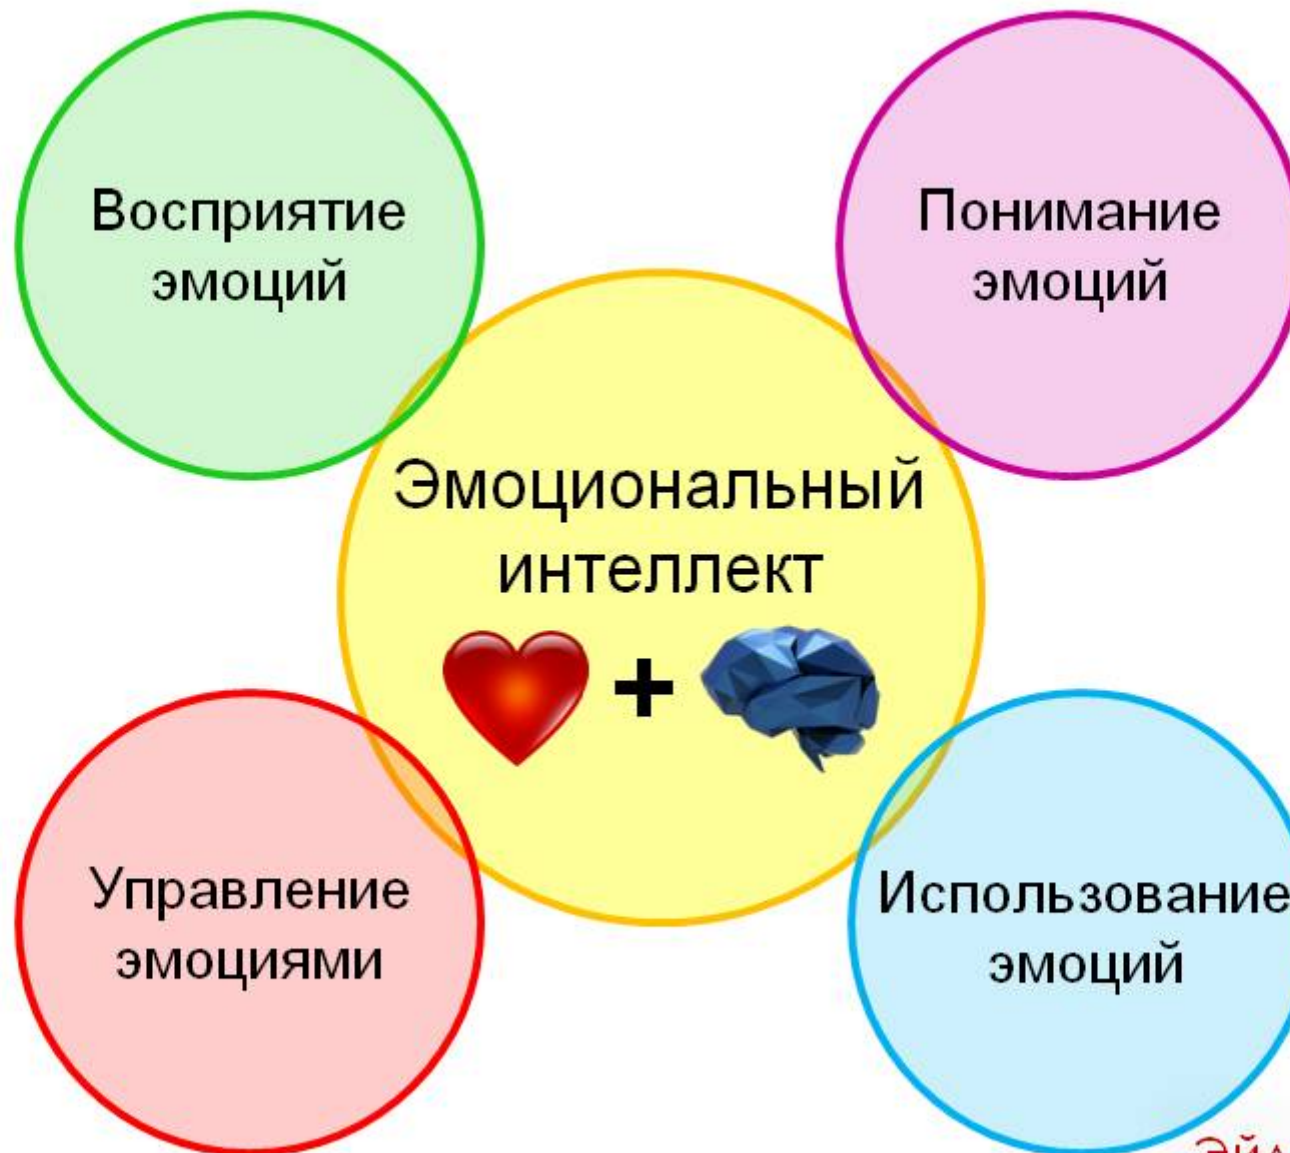 Восприятие
эмоций
Понимание
эмоций
Эмоциональный
интеллект
+
Управление
эмоциями
Использование
эмоций